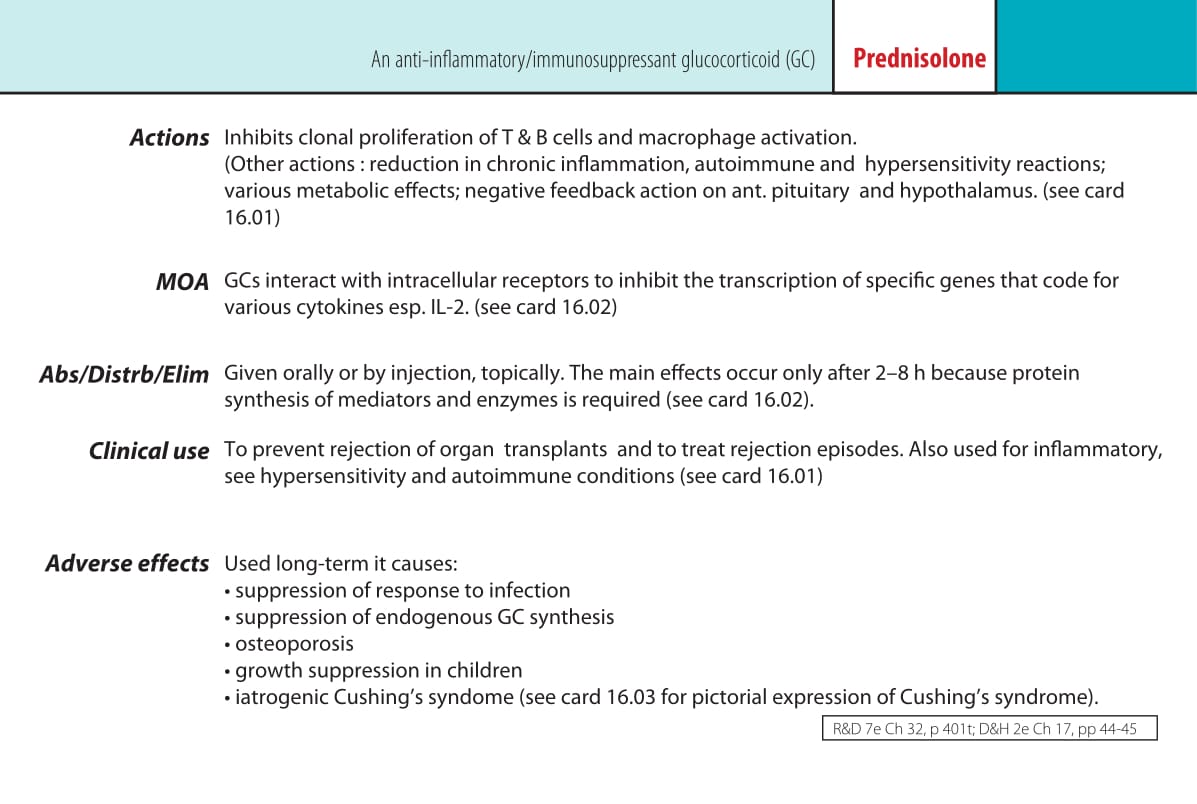 An anti-inflammatory/immunosuppressant glucocorticoid (GC) Prednisolone
Actions Inhibits clonal proliferation of T & B cells and macrophage activation.
(Other actions : reduction in chronic inflammation, autoimmune and hypersensitivity reactions;
various metabolic effects; negative feedback action on ant. pituitary and hypothalamus. (see card
16.01)
MOA GCs interact with intracellular receptors to inhibit the transcription of specific genes that code for
various cytokines esp. IL-2. (see card 16.02)
Abs/Distrb/Elim Given orally or by injection, topically. The main effects occur only after 2–8 h because protein
synthesis of mediators and enzymes is required (see card 16.02).
Clinical use To prevent rejection of organ transplants and to treat rejection episodes. Also used for inflammatory,
see hypersensitivity and autoimmune conditions (see card 16.01)
Adverse effects Used long-term it causes:
• suppression of response to infection
• suppression of endogenous GC synthesis
• osteoporosis
• growth suppression in children
• iatrogenic Cushing's syndome (see card 16.03 for pictorial expression of Cushing's syndrome).
R&D 7e Ch 32, p 401t; D&H 2e Ch 17, pp 44-45